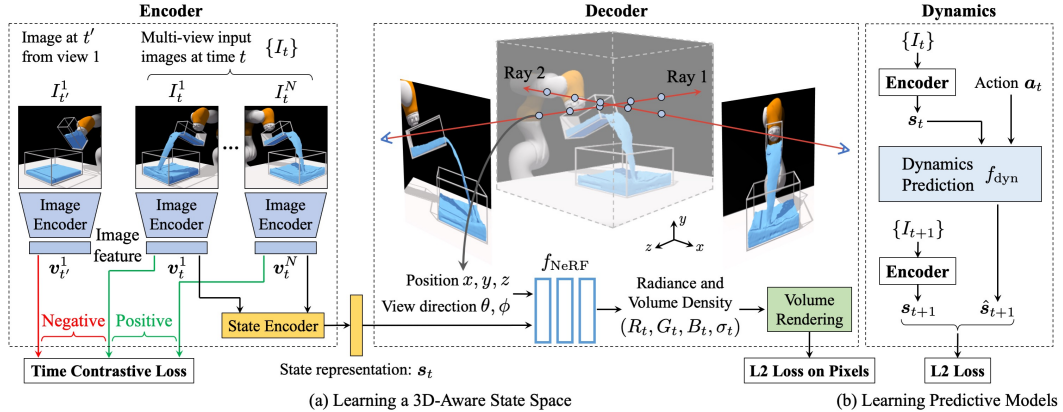 Encoder
Image at t′
from view 1
Multi-view input
images at time t {I_t}
I^1_{t′}
I^1_t
I^N_t
...
Image
Encoder
Image
Encoder
Image
Encoder
Image
feature
v^1_{t′}
v^1_t
v^N_t
Negative
Positive
State Encoder
Time Contrastive Loss
State representation: s_t
Decoder
Ray 2
Ray 1
y
z
x
Position x, y, z
View direction θ, ϕ
f_NeRF
Radiance and
Volume Density
(R_t, G_t, B_t, σ_t)
Volume
Rendering
L2 Loss on Pixels
(a) Learning a 3D-Aware State Space
Dynamics
{I_t}
Encoder
Action a_t
s_t
Dynamics
Prediction f_dyn
{I_{t+1}}
Encoder
s_{t+1}
ŝ_{t+1}
L2 Loss
(b) Learning Predictive Models